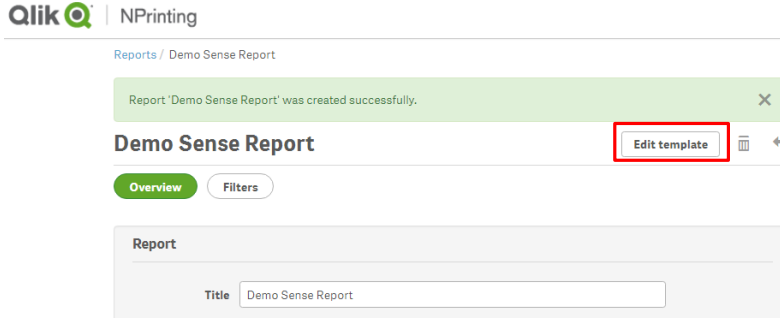 Qlik Q NPrinting
Reports / Demo Sense Report
Report 'Demo Sense Report' was created successfully.
Demo Sense Report Edit template
Overview Filters
Report
Title Demo Sense Report